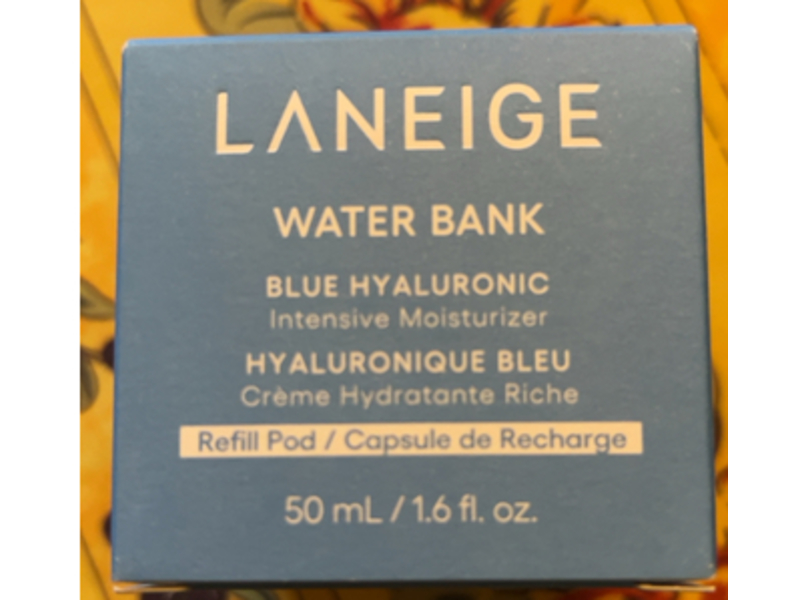 LANEIGE
WATER BANK
BLUE HYALURONIC
Intensive Moisturizer
HYALURONIQUE BLEU
Crème Hydratante Riche
Refill Pod / Capsule de Recharge
50 mL / 1.6 fl. oz.